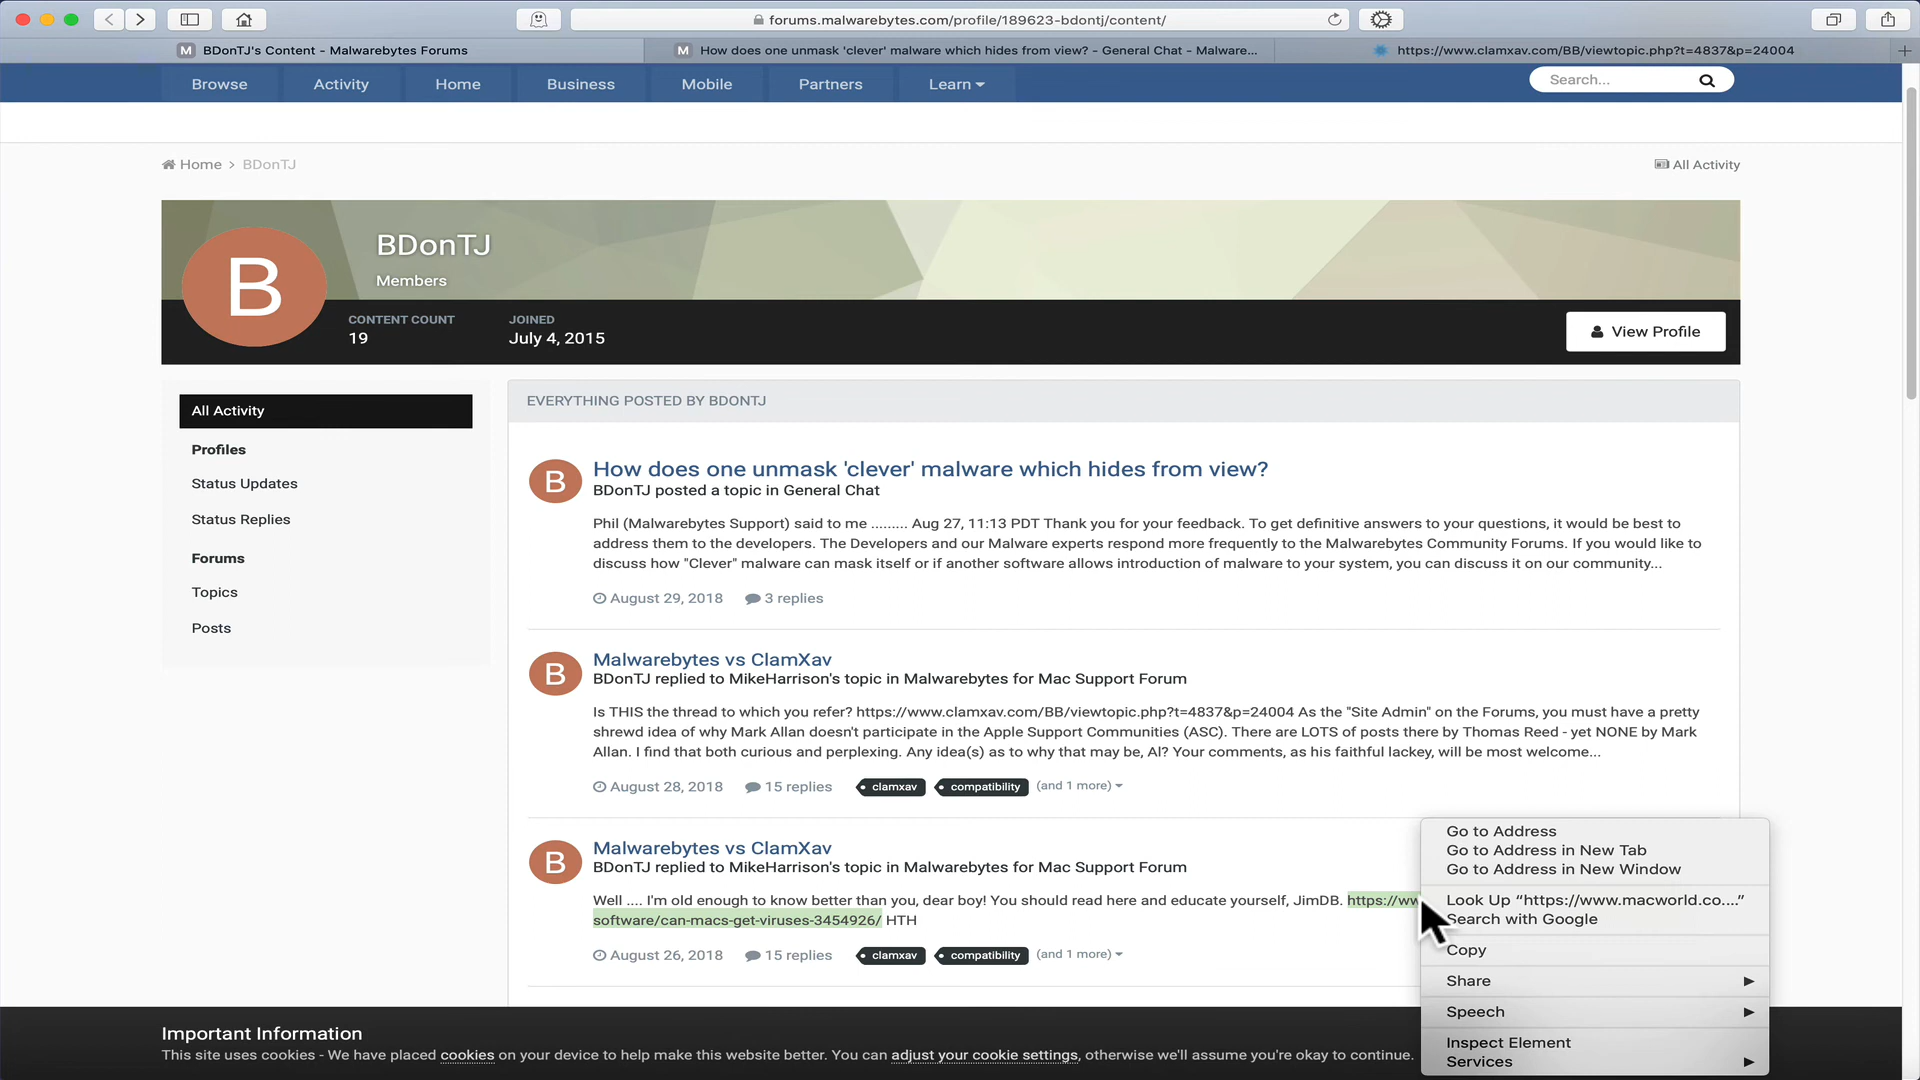 forums.malwarebytes.com/profile/189623-bdontj/content/
M BDonTJ's Content - Malwarebytes Forums
M How does one unmask 'clever' malware which hides from view? - General Chat - Malware...
https://www.clamxav.com/BB/viewtopic.php?t=4837&p=24004
Browse Activity Home Business Mobile Partners Learn
Search...
Home > BDonTJ
All Activity
B
BDonTJ
Members
CONTENT COUNT
19
JOINED
July 4, 2015
View Profile
All Activity
Profiles
Status Updates
Status Replies
Forums
Topics
Posts
EVERYTHING POSTED BY BDONTJ
B
How does one unmask 'clever' malware which hides from view?
BDonTJ posted a topic in General Chat
Phil (Malwarebytes Support) said to me ......... Aug 27, 11:13 PDT Thank you for your feedback. To get definitive answers to your questions, it would be best to
address them to the developers. The Developers and our Malware experts respond more frequently to the Malwarebytes Community Forums. If you would like to
discuss how "Clever" malware can mask itself or if another software allows introduction of malware to your system, you can discuss it on our community...
August 29, 2018 3 replies
B
Malwarebytes vs ClamXav
BDonTJ replied to MikeHarrison's topic in Malwarebytes for Mac Support Forum
Is THIS the thread to which you refer? https://www.clamxav.com/BB/viewtopic.php?t=4837&p=24004 As the "Site Admin" on the Forums, you must have a pretty
shrewd idea of why Mark Allan doesn't participate in the Apple Support Communities (ASC). There are LOTS of posts there by Thomas Reed - yet NONE by Mark
Allan. I find that both curious and perplexing. Any idea(s) as to why that may be, Al? Your comments, as his faithful lackey, will be most welcome...
August 28, 2018 15 replies clamxav compatibility (and 1 more)
B
Malwarebytes vs ClamXav
BDonTJ replied to MikeHarrison's topic in Malwarebytes for Mac Support Forum
Well .... I'm old enough to know better than you, dear boy! You should read here and educate yourself, JimDB. https://ww
software/can-macs-get-viruses-3454926/ HTH
August 26, 2018 15 replies clamxav compatibility (and 1 more)
Go to Address
Go to Address in New Tab
Go to Address in New Window
Look Up “https://www.macworld.co....”
Search with Google
Copy
Share
Speech
Inspect Element
Services
Important Information
This site uses cookies - We have placed cookies on your device to help make this website better. You can adjust your cookie settings, otherwise we'll assume you're okay to continue.